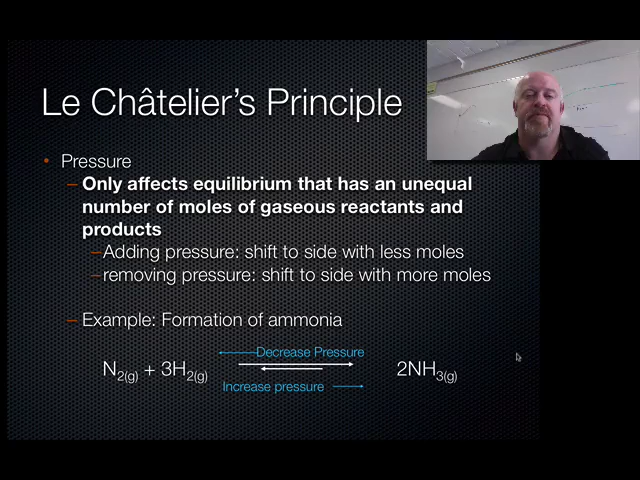 Le Châtelier's Principle
• Pressure
– Only affects equilibrium that has an unequal
number of moles of gaseous reactants and
products
–Adding pressure: shift to side with less moles
–removing pressure: shift to side with more moles
– Example: Formation of ammonia
Decrease Pressure
N2(g) + 3H2(g) 2NH3(g)
Increase pressure